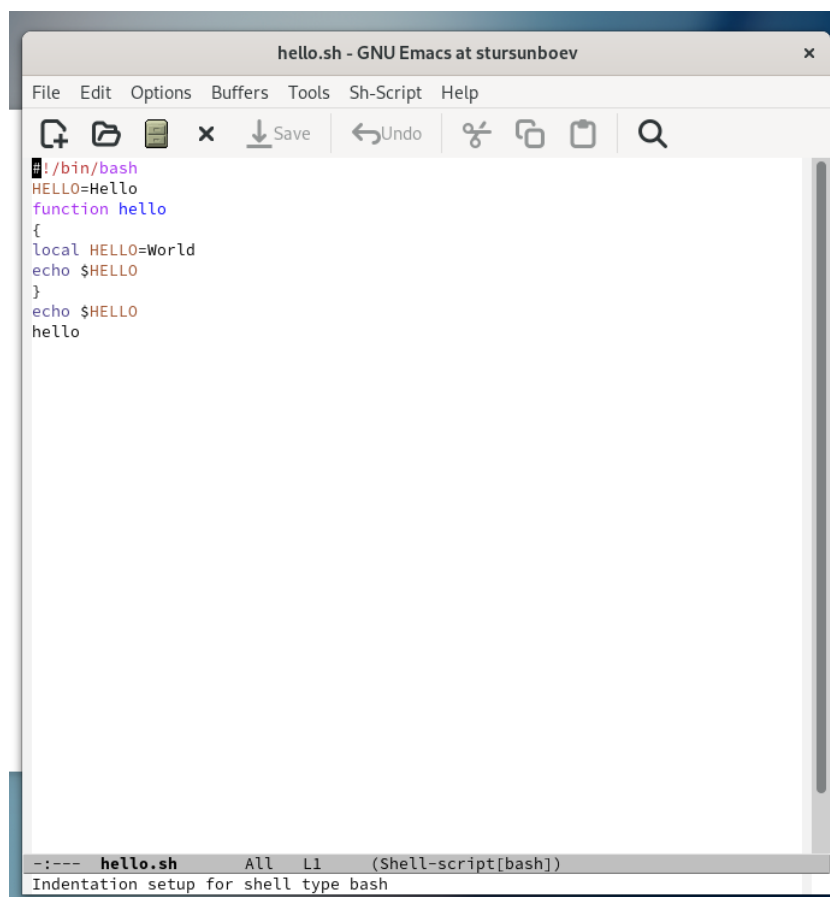 hello.sh - GNU Emacs at stursunboev ×
File Edit Options Buffers Tools Sh-Script Help
Save Undo
#!/bin/bash
HELLO=Hello
function hello
{
local HELLO=World
echo $HELLO
}
echo $HELLO
hello
-:--- hello.sh All L1 (Shell-script[bash])
Indentation setup for shell type bash